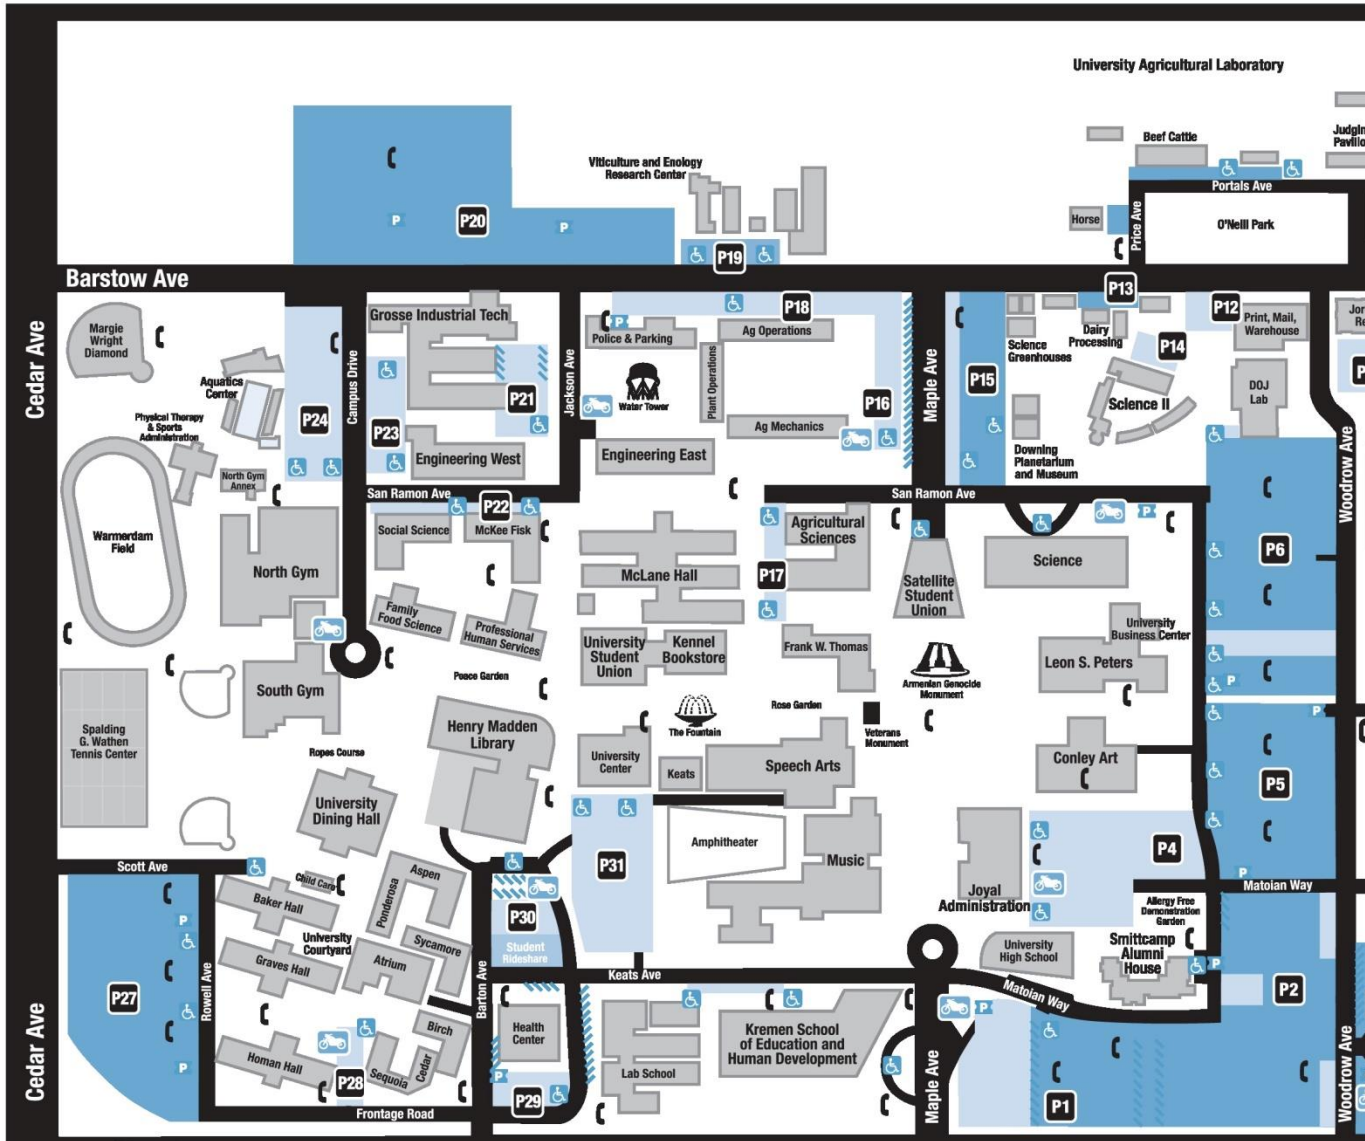 University Agricultural Laboratory
Beef Cattle
Portals Ave
Horse
Price Ave
O'Neill Park
Viticulture and Enology
Research Center
P
P20
P
P19
P13
Barstow Ave
Cedar Ave
Margie
Wright
Diamond
Aquatics
Center
Physical Therapy
& Sports
Administration
P24
Campus Drive
Grosse Industrial Tech
P21
P23
Engineering West
Jackson Ave
P
Police & Parking
P18
Ag Operations
Plant Operations
Water Tower
P16
Ag Mechanics
Engineering East
Maple Ave
P15
Science
Greenhouses
Dairy
Processing
P14
P12
Print, Mail,
Warehouse
Science II
DOJ
Lab
Downing
Planetarium
and Museum
Woodrow Ave
North Gym
Annex
San Ramon Ave
San Ramon Ave
P22
Social Science
McKee Fisk
Warmerdam
Field
North Gym
Family
Food Science
Professional
Human Services
McLane Hall
P17
Agricultural
Sciences
Satellite
Student
Union
Science
P
P6
University
Business Center
Leon S. Peters
University
Student
Union
Kennel
Bookstore
Frank W. Thomas
Armenian Genocide
Monument
Peace Garden
South Gym
Spalding
G. Wathen
Tennis Center
Ropes Course
Henry Madden
Library
The Fountain
Rose Garden
Veterans
Monument
P
P
University
Center
Keats
Speech Arts
Conley Art
P5
University
Dining Hall
Amphitheater
Music
P31
P4
P
Scott Ave
Child Care
Baker Hall
Ponderosa
Aspen
Joyal
Administration
Matoian Way
Allergy Free
Demonstration
Garden
P30
Student
Rideshare
University
Courtyard
Graves Hall
Atrium
Sycamore
Keats Ave
University
High School
Smittcamp
Alumni
House
P
P
P
P27
Rowell Ave
Barton Ave
Matoian Way
P2
P
Cedar Ave
Homan Hall
P28
Sequoia
Cedar
Birch
Health
Center
P
P29
Lab School
Kremen School
of Education and
Human Development
Maple Ave
P1
Woodrow Ave
Frontage Road